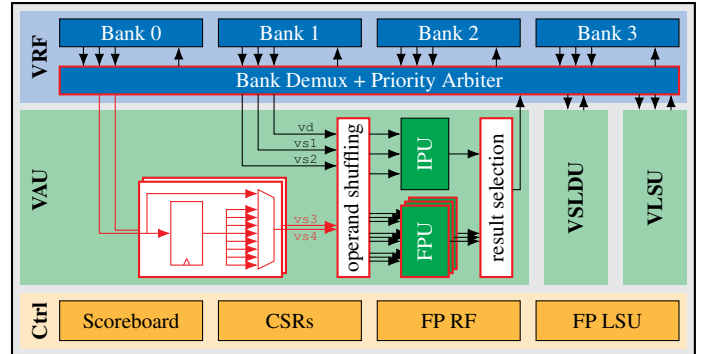 VRF
Bank 0
Bank 1
Bank 2
Bank 3
Bank Demux + Priority Arbiter
VAU
vd
vs1
vs2
vs3
vs4
operand shuffling
IPU
FPU
result selection
VSLDU
VLSU
Ctrl
Scoreboard
CSRs
FP RF
FP LSU